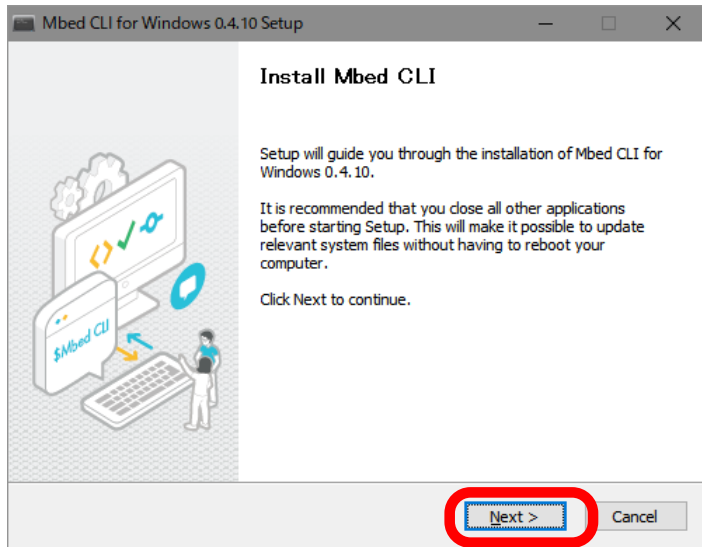 Mbed CLI for Windows 0.4.10 Setup
Install Mbed CLI
Setup will guide you through the installation of Mbed CLI for
Windows 0.4.10.
It is recommended that you close all other applications
before starting Setup. This will make it possible to update
relevant system files without having to reboot your
computer.
Click Next to continue.
$Mbed CLI
Next >
Cancel